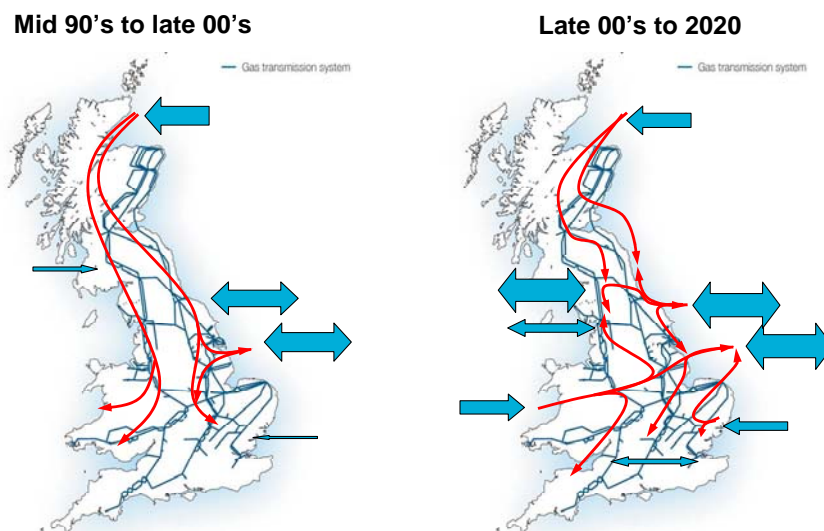 Mid 90’s to late 00’s
Late 00’s to 2020
Gas transmission system
Gas transmission system